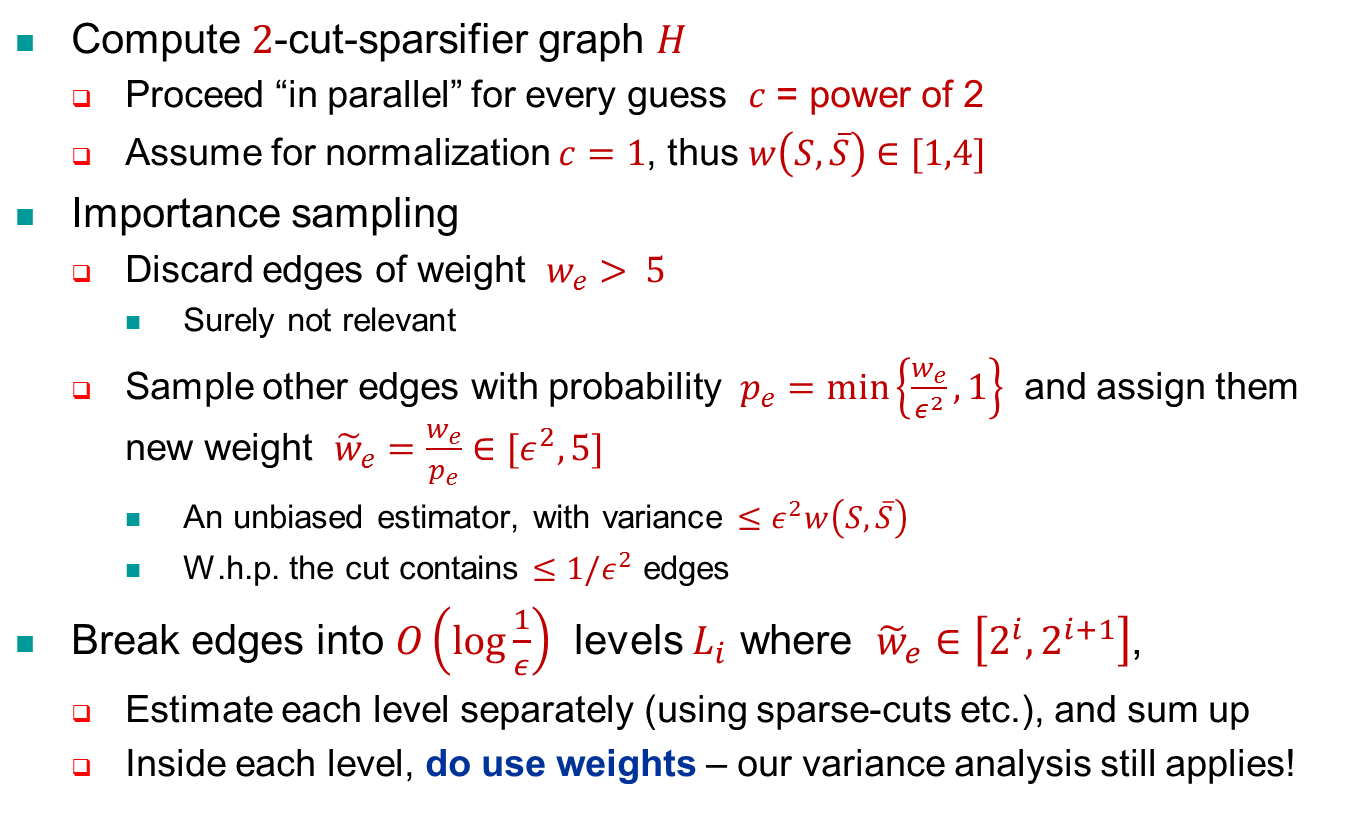 Compute 2-cut-sparsifier graph H
Proceed “in parallel” for every guess c = power of 2
Assume for normalization c = 1, thus w(S, S̄) ∈ [1,4]
Importance sampling
Discard edges of weight w_e > 5
Surely not relevant
Sample other edges with probability p_e = min{w_e/ϵ², 1} and assign them
new weight w̃_e = w_e/p_e ∈ [ϵ², 5]
An unbiased estimator, with variance ≤ ϵ²w(S, S̄)
W.h.p. the cut contains ≤ 1/ϵ² edges
Break edges into O(log 1/ϵ) levels L_i where w̃_e ∈ [2^i, 2^{i+1}],
Estimate each level separately (using sparse-cuts etc.), and sum up
Inside each level, do use weights – our variance analysis still applies!